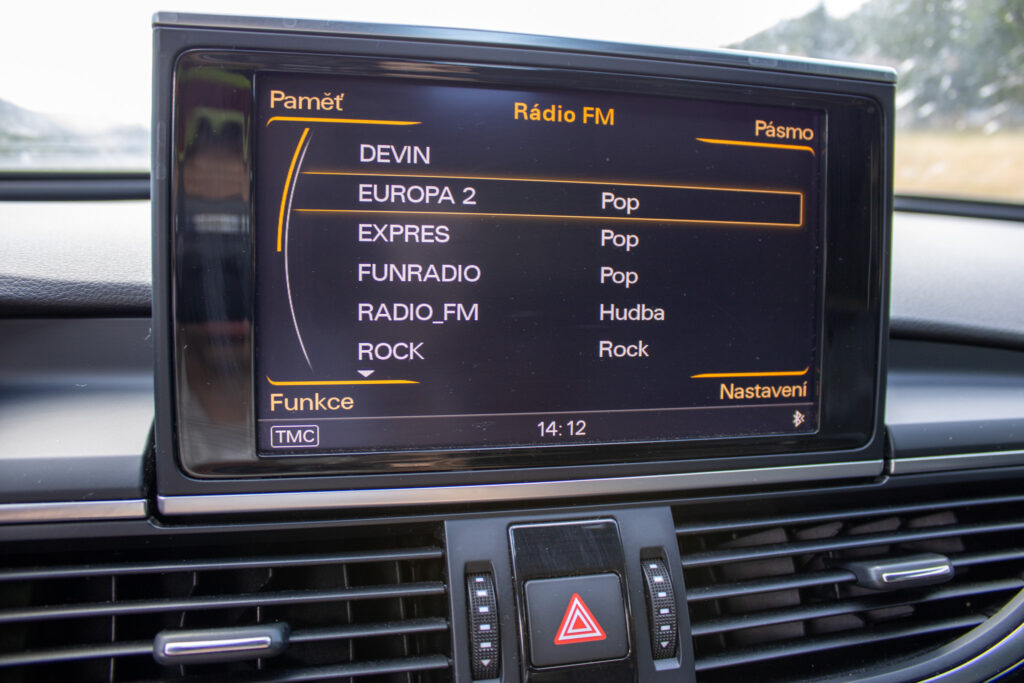 Paměť
Rádio FM
Pásmo
DEVIN
EUROPA 2 Pop
EXPRES Pop
FUNRADIO Pop
RADIO_FM Hudba
ROCK Rock
Funkce
Nastavení
TMC
14:12